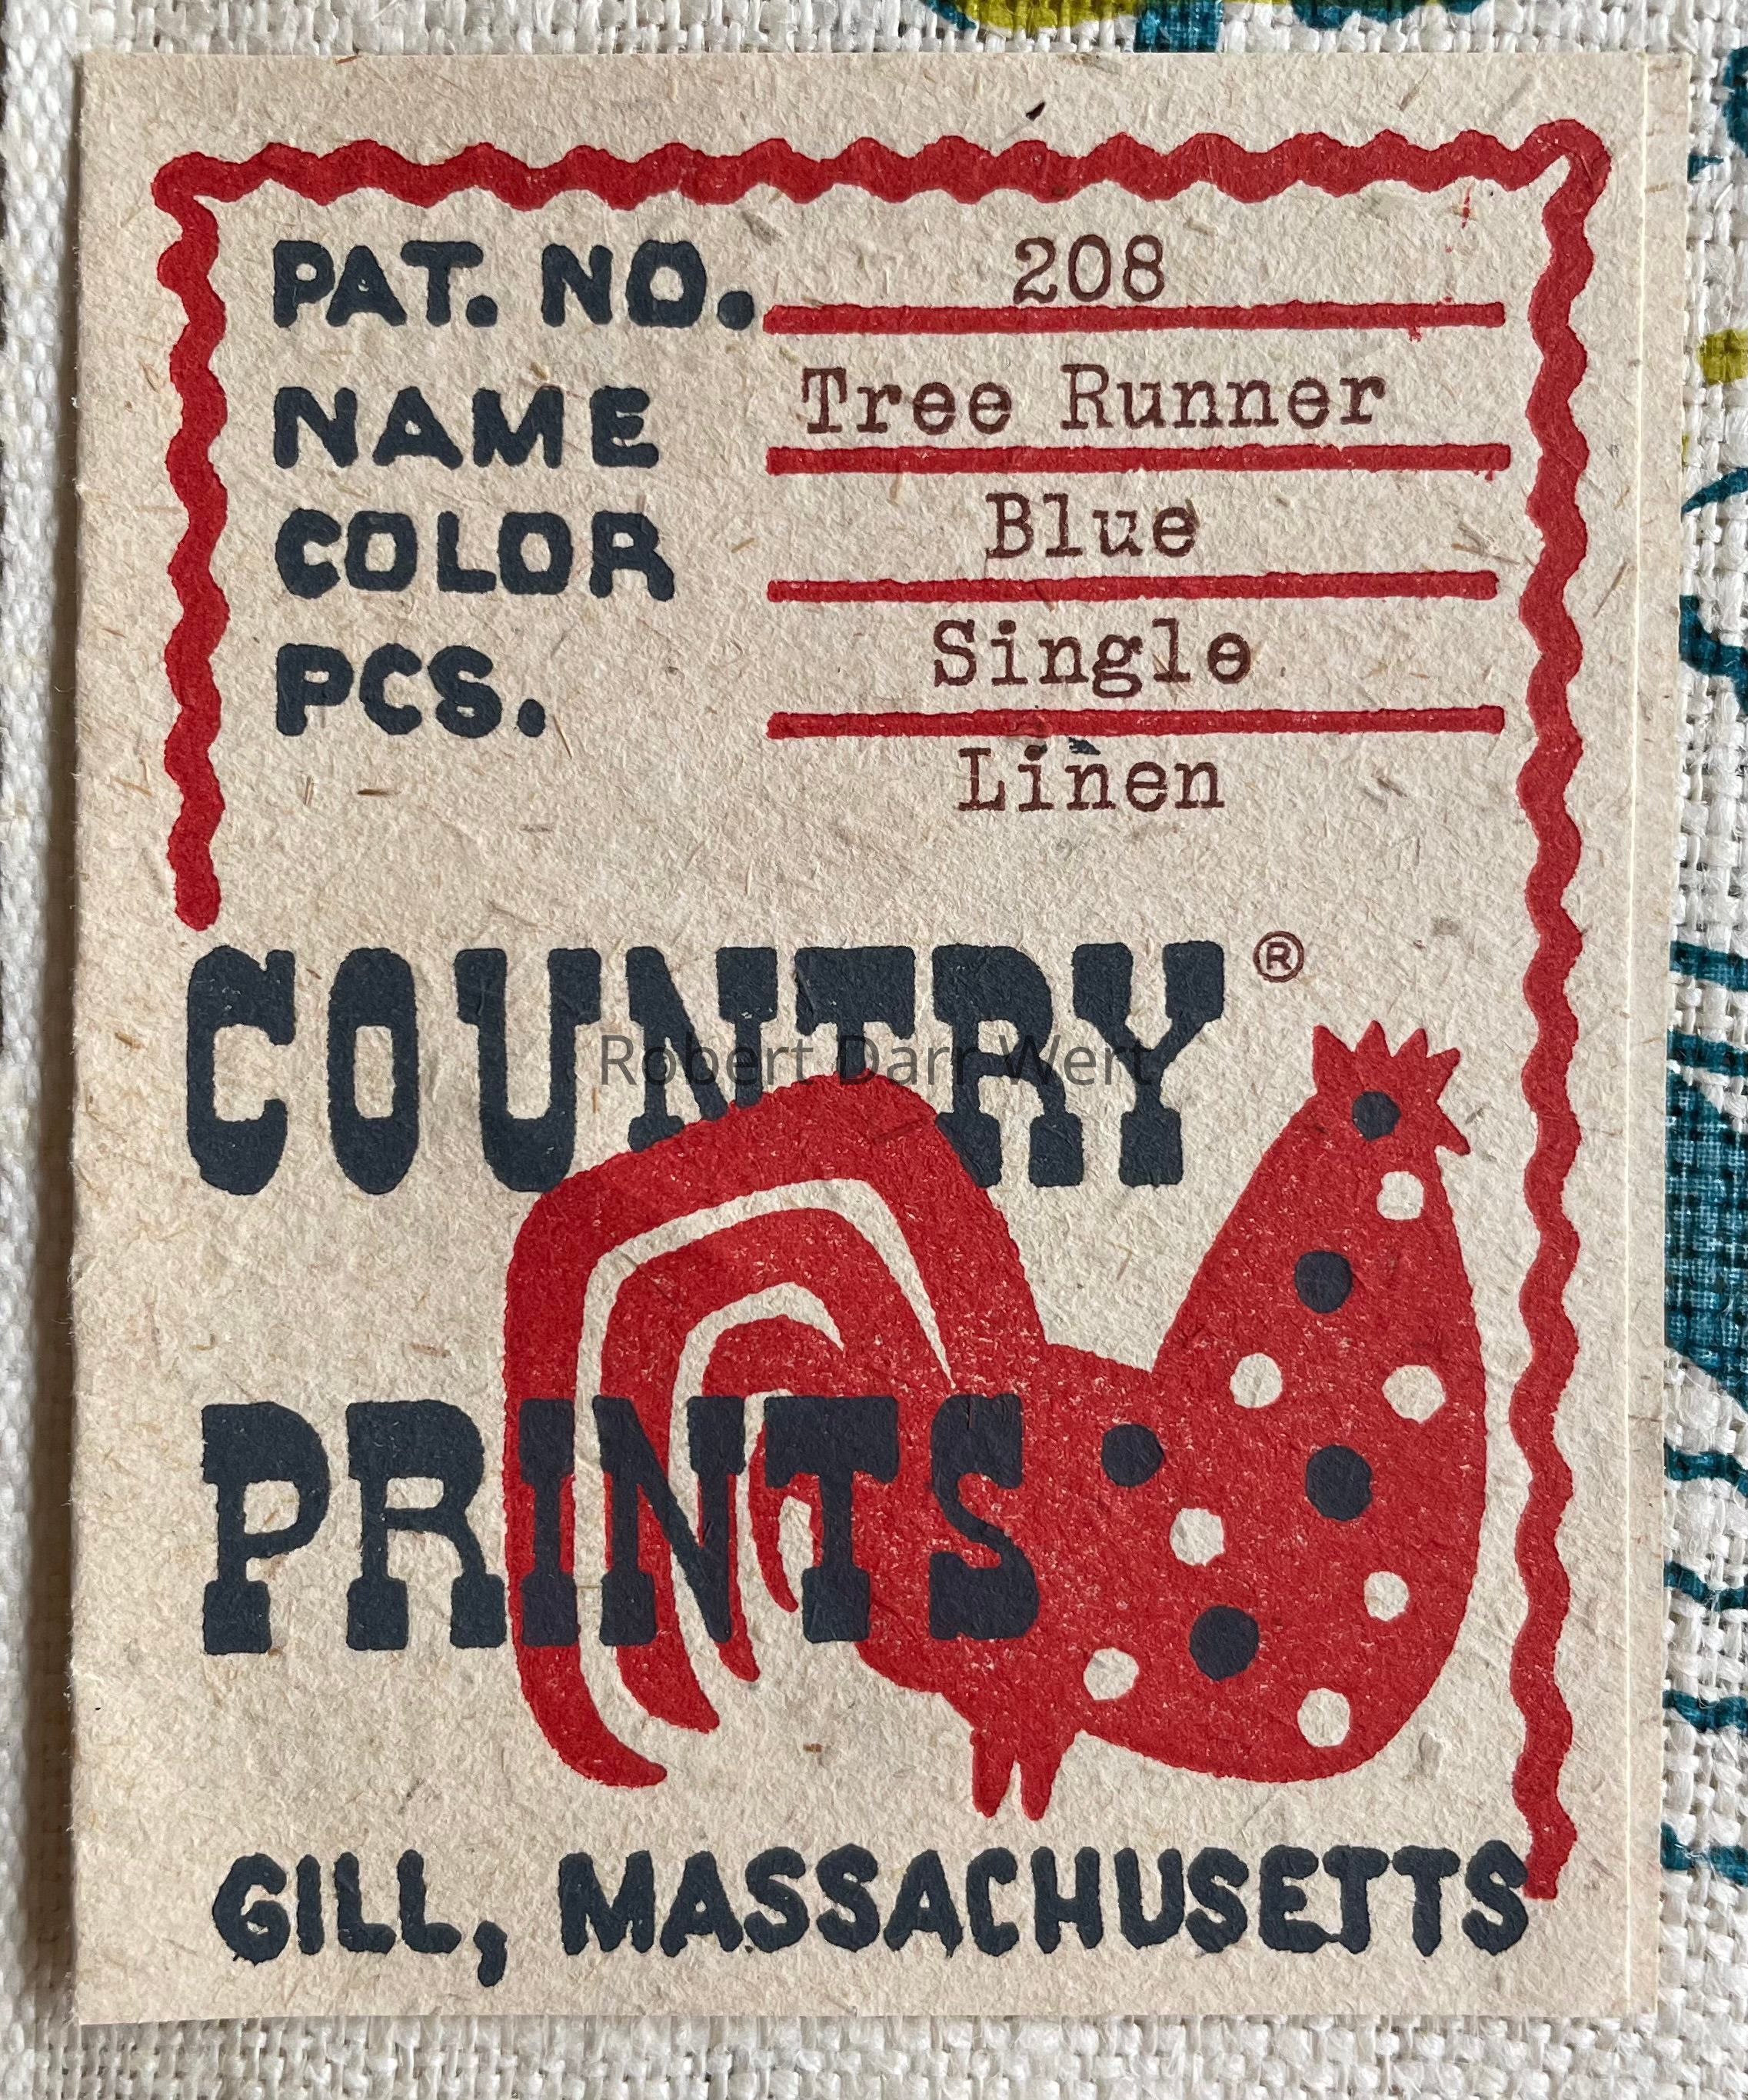 PAT. NO. 208
NAME Tree Runner
COLOR Blue
PCS. Single
Linen
COUNTRY ®
Robert Darr Wert
PRINTS
GILL, MASSACHUSETTS